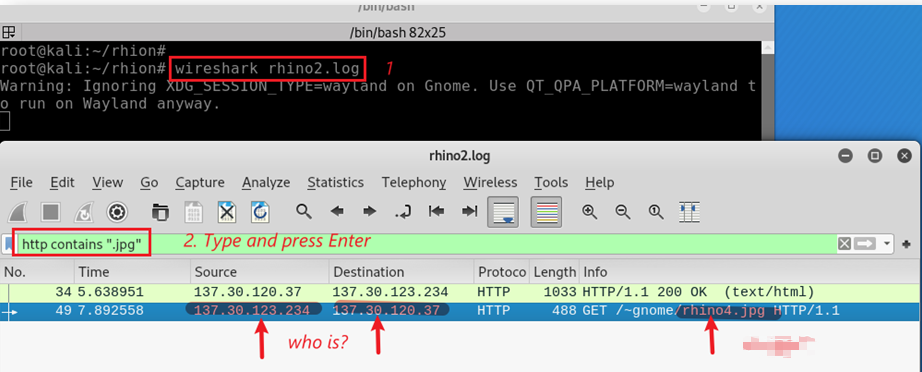 /bin/bash
/bin/bash 82x25
root@kali:~/rhion#
root@kali:~/rhion# wireshark rhino2.log 1
Warning: Ignoring XDG_SESSION_TYPE=wayland on Gnome. Use QT_QPA_PLATFORM=wayland t
o run on Wayland anyway.
rhino2.log
File Edit View Go Capture Analyze Statistics Telephony Wireless Tools Help
http contains ".jpg" 2. Type and press Enter
No. Time Source Destination Protoco Length Info
34 5.638951 137.30.120.37 137.30.123.234 HTTP 1033 HTTP/1.1 200 OK (text/html)
49 7.892558 137.30.123.234 137.30.120.37 HTTP 488 GET /~gnome/rhino4.jpg HTTP/1.1
who is?